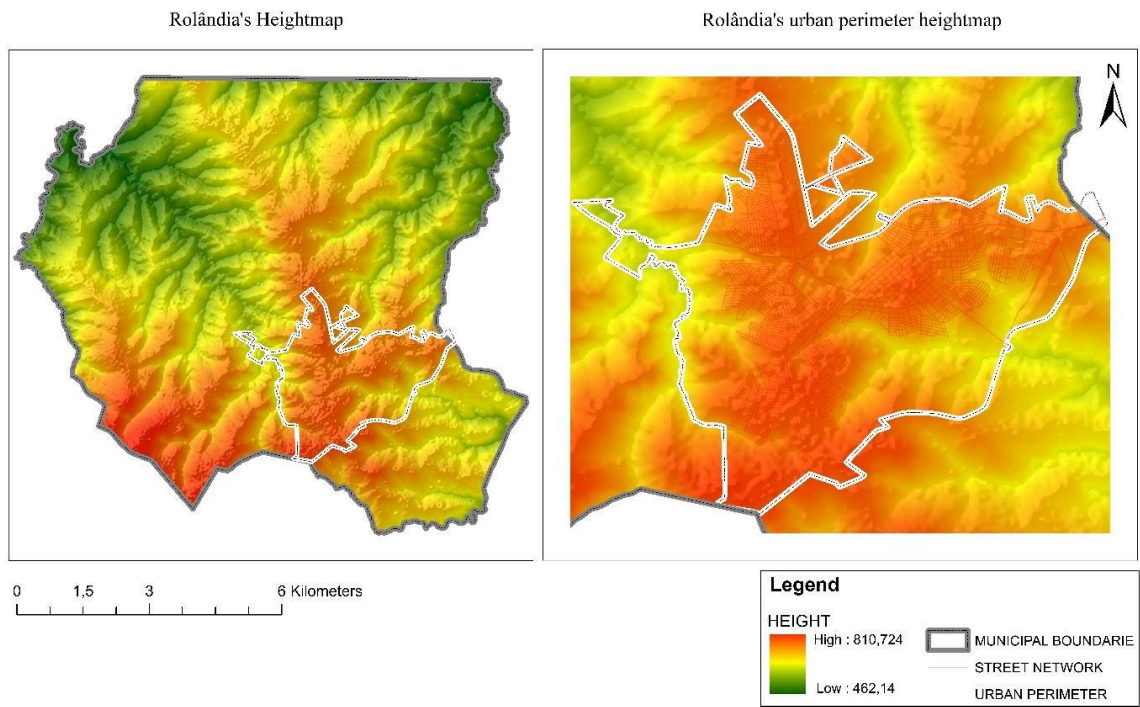 Rolândia's Heightmap
Rolândia's urban perimeter heightmap
N
0 1,5 3 6 Kilometers
Legend
HEIGHT
High : 810,724
Low : 462,14
MUNICIPAL BOUNDARIE
STREET NETWORK
URBAN PERIMETER